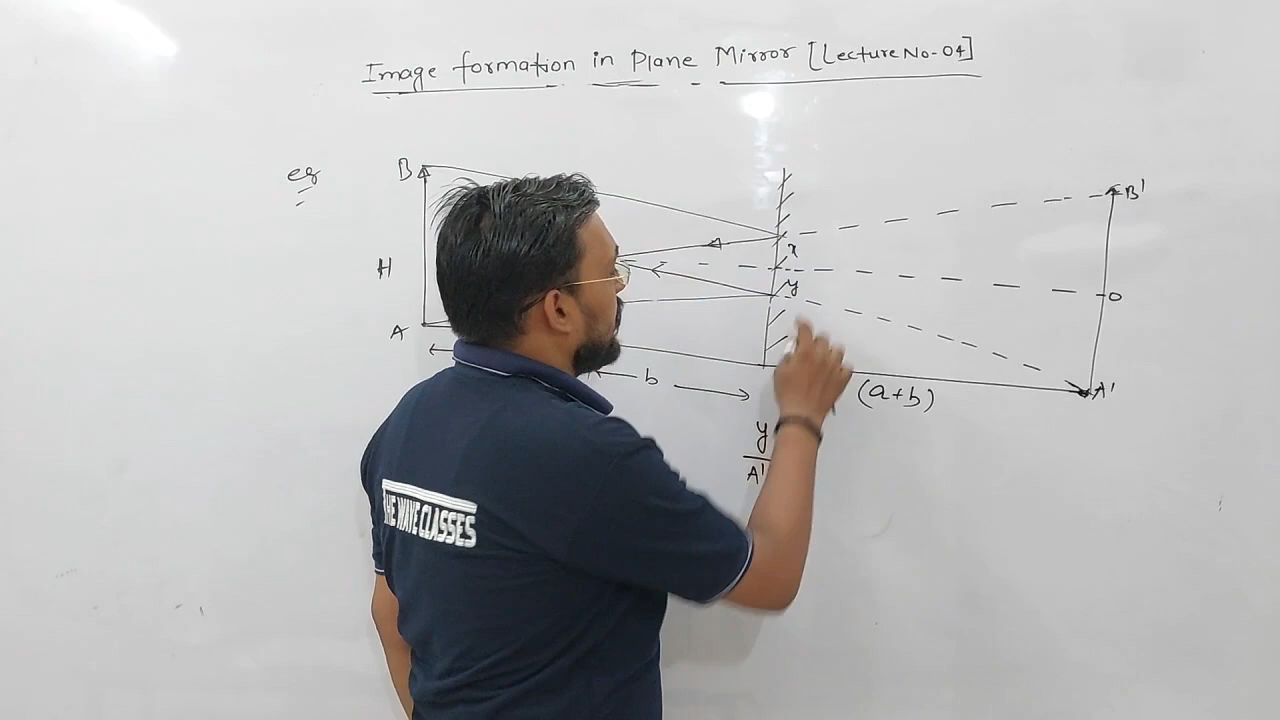 Image formation in Plane Mirror [Lecture No-04]
eg
B
B'
H
x
y
O
A
b
(a+b)
A'
y
A'
THE WAVE CLASSES